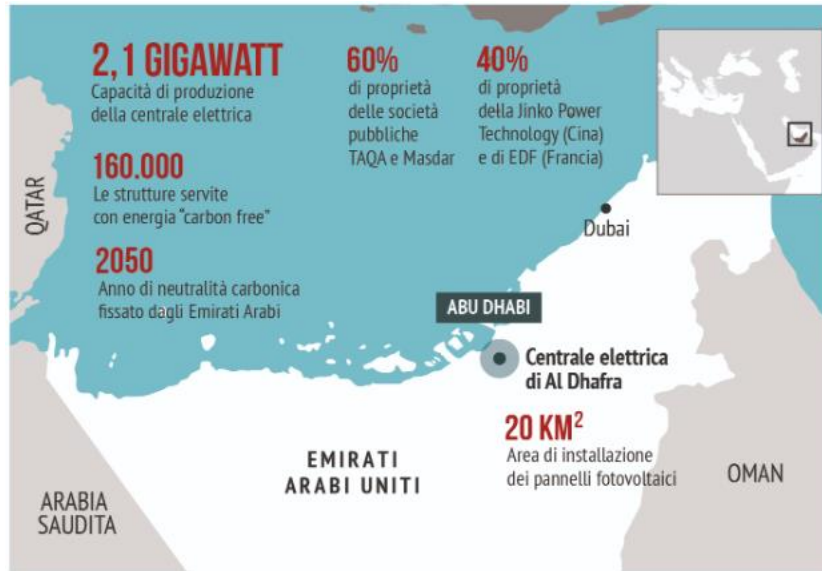 2,1 GIGAWATT
Capacità di produzione
della centrale elettrica
60%
di proprietà
delle società
pubbliche
TAQA e Masdar
40%
di proprietà
della Jinko Power
Technology (Cina)
e di EDF (Francia)
160.000
Le strutture servite
con energia "carbon free"
QATAR
2050
Anno di neutralità carbonica
fissato dagli Emirati Arabi
Dubai
ABU DHABI
Centrale elettrica
di Al Dhafra
20 KM²
Area di installazione
dei pannelli fotovoltaici
EMIRATI
ARABI UNITI
OMAN
ARABIA
SAUDITA